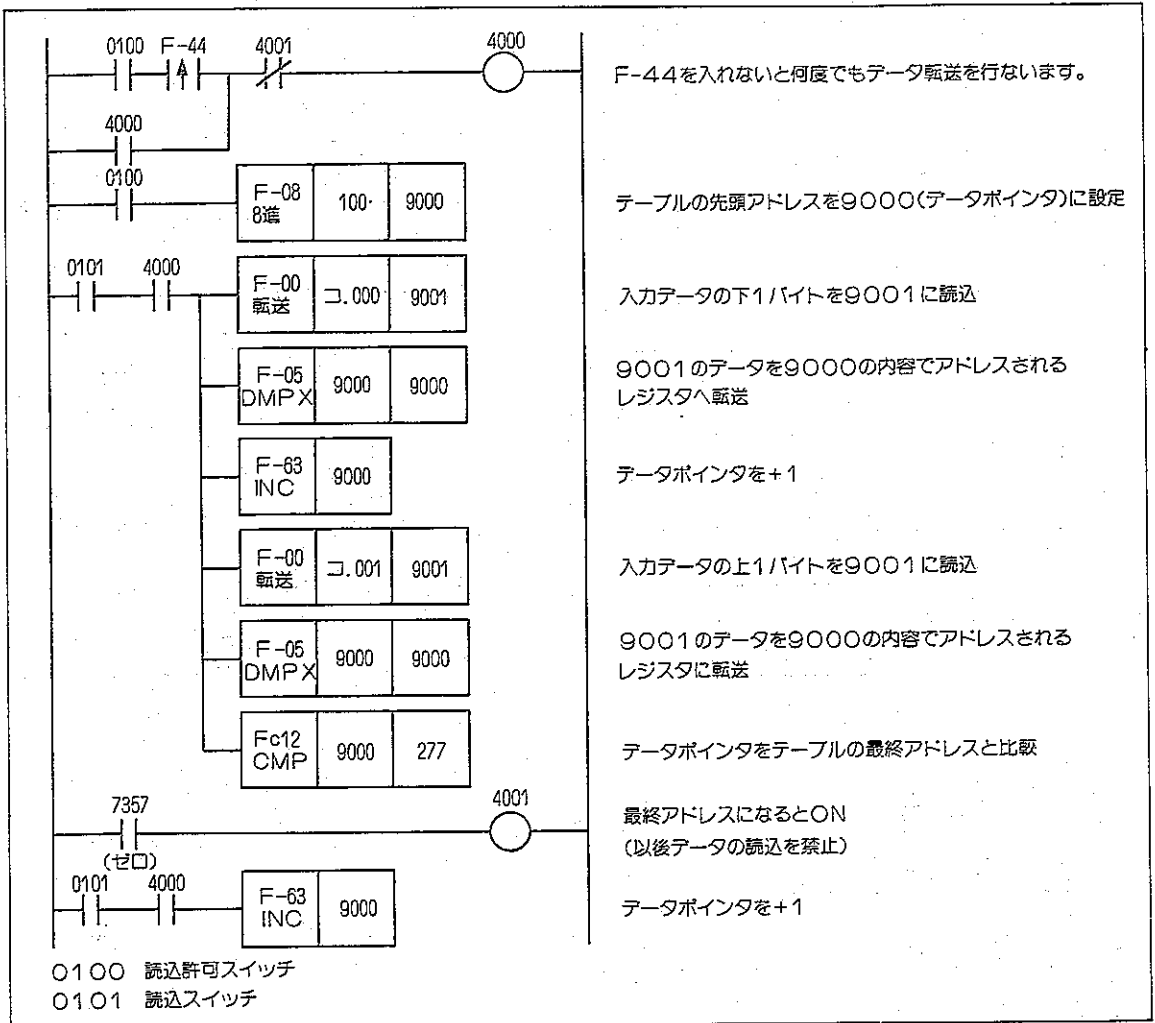 0100 F-44 4001 4000
F-44を入れないと何度でもデータ転送を行ないます。
4000
0100
F-08
8進
100
9000
テーブルの先頭アドレスを9000(データポインタ)に設定
0101 4000
F-00
転送
コ.000
9001
入力データの下1バイトを9001に読込
F-05
DMPX
9000
9000
9001のデータを9000の内容でアドレスされる
レジスタへ転送
F-63
INC
9000
データポインタを+1
F-00
転送
コ.001
9001
入力データの上1バイトを9001に読込
F-05
DMPX
9000
9000
9001のデータを9000の内容でアドレスされる
レジスタに転送
Fc12
CMP
9000
277
データポインタをテーブルの最終アドレスと比較
7357 4001
(ゼロ)
最終アドレスになるとON
(以後データの読込を禁止)
0101 4000
F-63
INC
9000
データポインタを+1
0100 読込許可スイッチ
0101 読込スイッチ